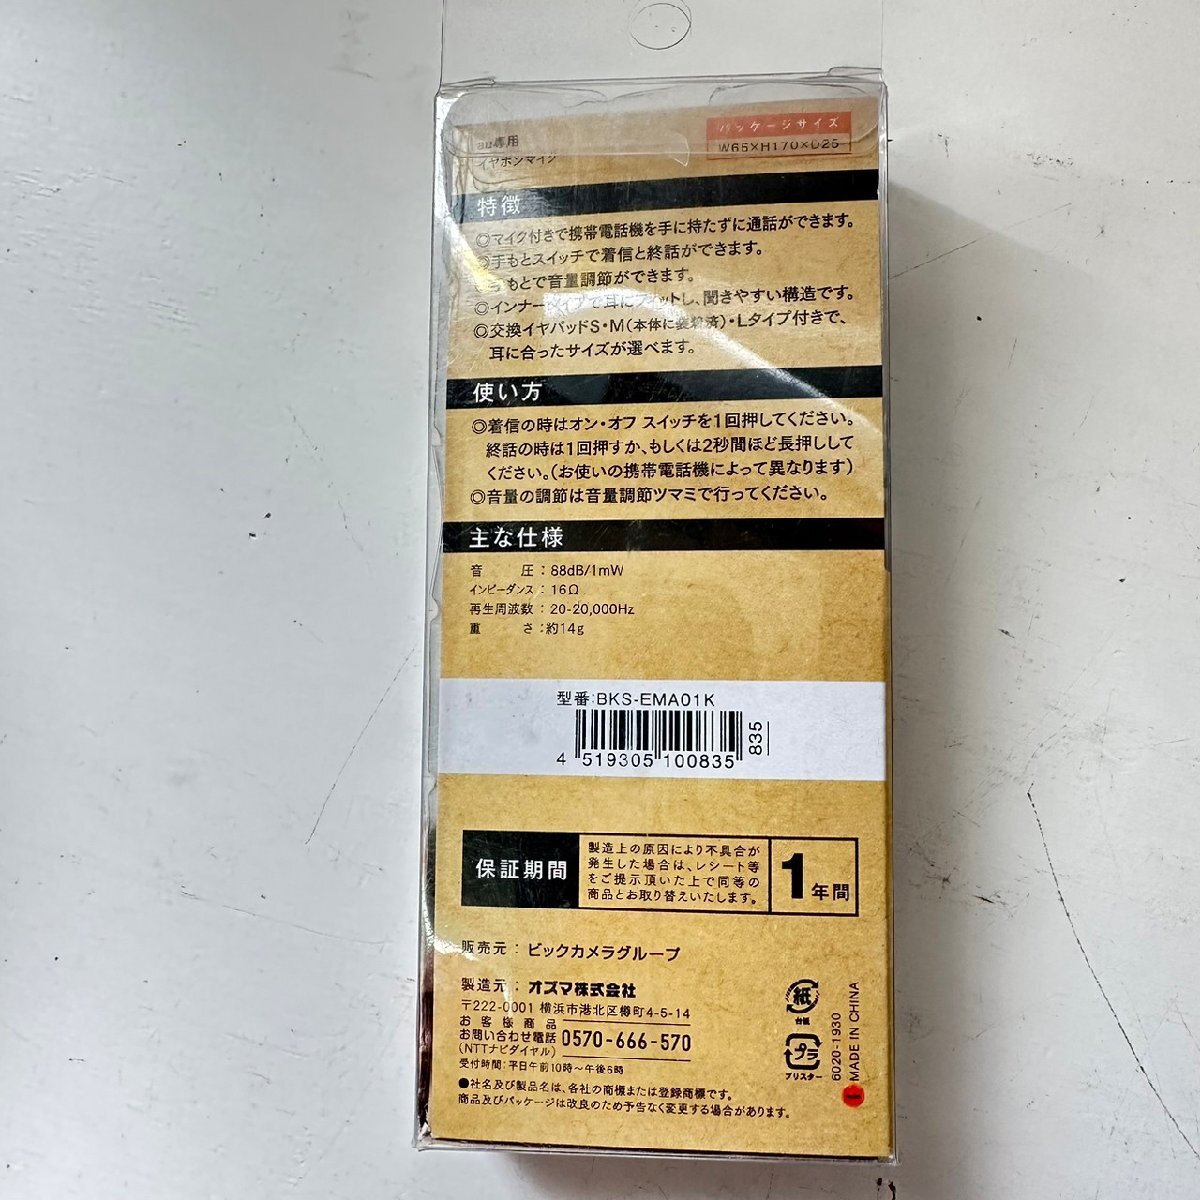 au専用
パッケージサイズ
イヤホンマイク
W65×H170×D25
特徴
◎マイク付きで携帯電話機を手に持たずに通話ができます。
◎手もとスイッチで着信と終話ができます。
手もとで音量調節ができます。
◎インナータイプで耳にフィットし、聞きやすい構造です。
◎交換イヤパッドS・M(本体に装着済)・Lタイプ付きで、
耳に合ったサイズが選べます。
使い方
◎着信の時はオン・オフ スイッチを1回押してください。
終話の時は1回押すか、もしくは2秒間ほど長押しして
ください。(お使いの携帯電話機によって異なります)
◎音量の調節は音量調節ツマミで行ってください。
主な仕様
音 圧：88dB/1mW
インピーダンス：16Ω
再生周波数：20-20,000Hz
重 さ：約14g
型番:BKS-EMA01K
835
4 519305 100835
保証期間
製造上の原因により不具合が
発生した場合は、レシート等
をご提示頂いた上で同等の
商品とお取り替えいたします。
1年間
販売元：ビックカメラグループ
製造元：オズマ株式会社
〒222-0001 横浜市港北区樽町4-5-14
お客様商品
お問い合わせ電話 0570-666-570
(NTTナビダイヤル)
受付時間:平日午前10時～午後6時
●社名及び製品名は、各社の商標または登録商標です。
商品及びパッケージは改良のため予告なく変更する場合があります。
紙
台紙
プラ
ブリスター
6020-1930
MADE IN CHINA